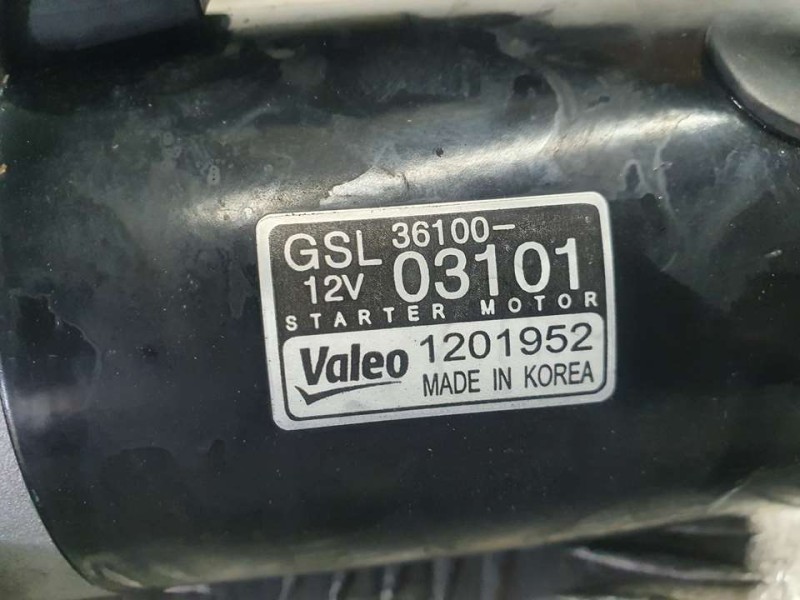 GSL 36100-
12V 03101
STARTER MOTOR
Valeo 1201952
MADE IN KOREA